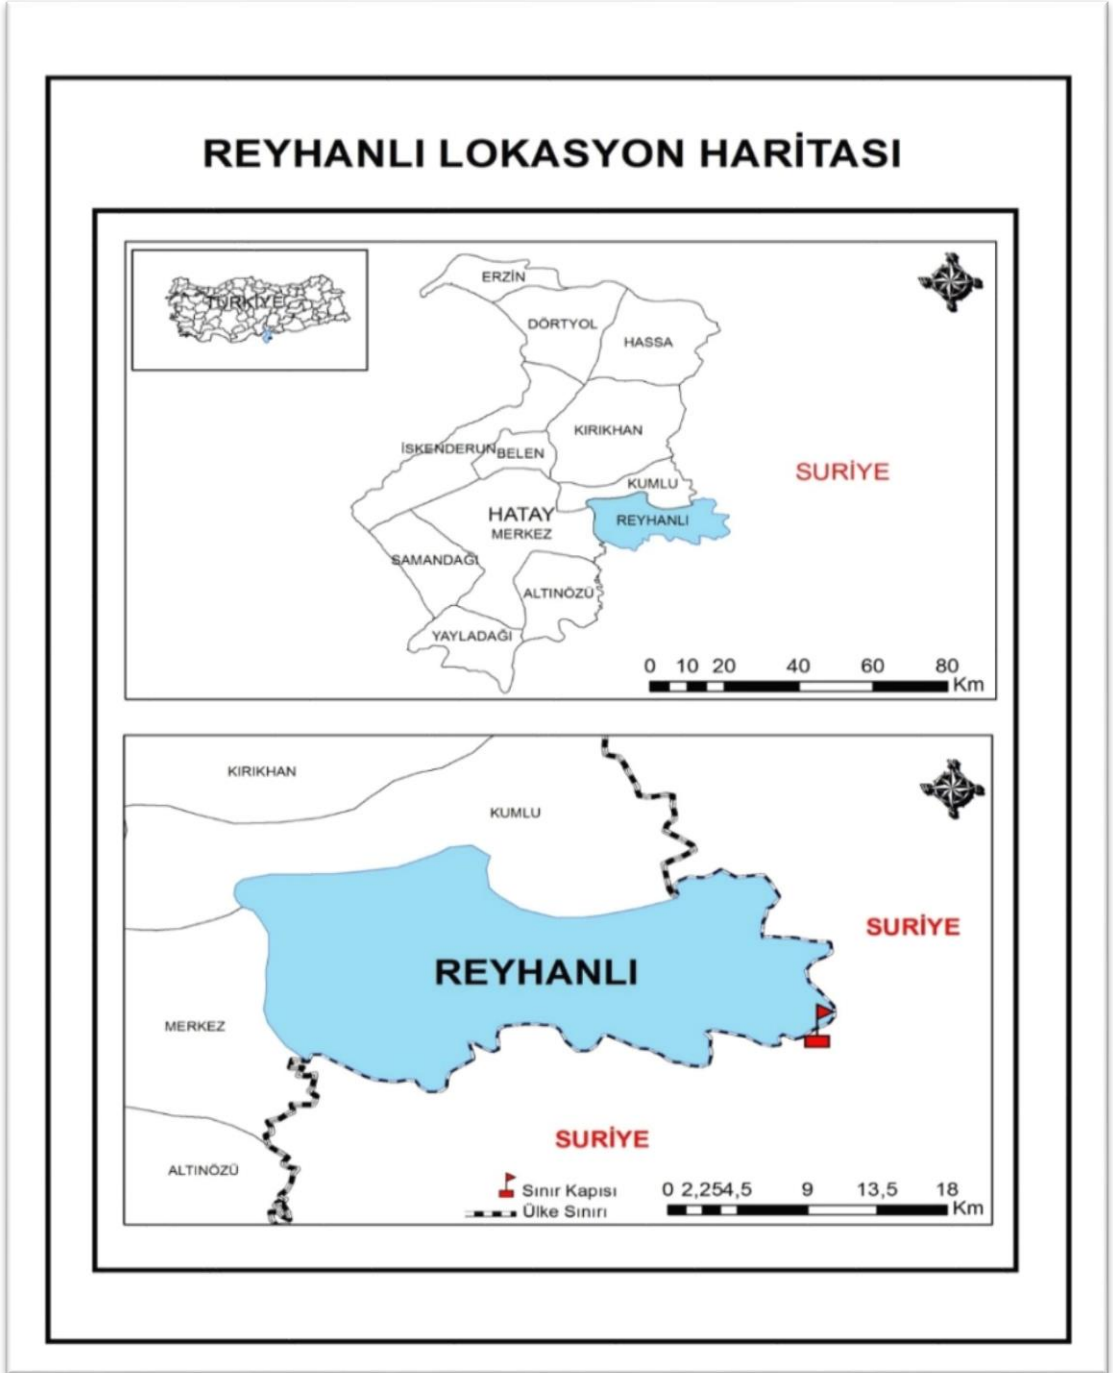 REYHANLI LOKASYON HARİTASI
TÜRKİYE
ERZİN
DÖRTYOL
HASSA
KIRIKHAN
İSKENDERUN
BELEN
SURİYE
KUMLU
HATAY
MERKEZ
REYHANLI
SAMANDAĞI
ALTINÖZÜ
YAYLADAĞI
0 10 20 40 60 80
Km
KIRIKHAN
KUMLU
SURİYE
REYHANLI
MERKEZ
SURİYE
ALTINÖZÜ
Sınır Kapısı
Ülke Sınırı
0 2,254,5 9 13,5 18
Km